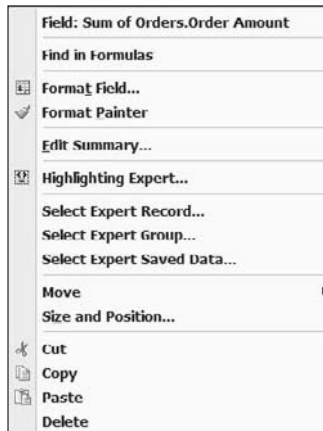 Field: Sum of Orders.Order Amount
Find in Formulas
Format Field...
Format Painter
Edit Summary...
Highlighting Expert...
Select Expert Record...
Select Expert Group...
Select Expert Saved Data...
Move
Size and Position...
Cut
Copy
Paste
Delete